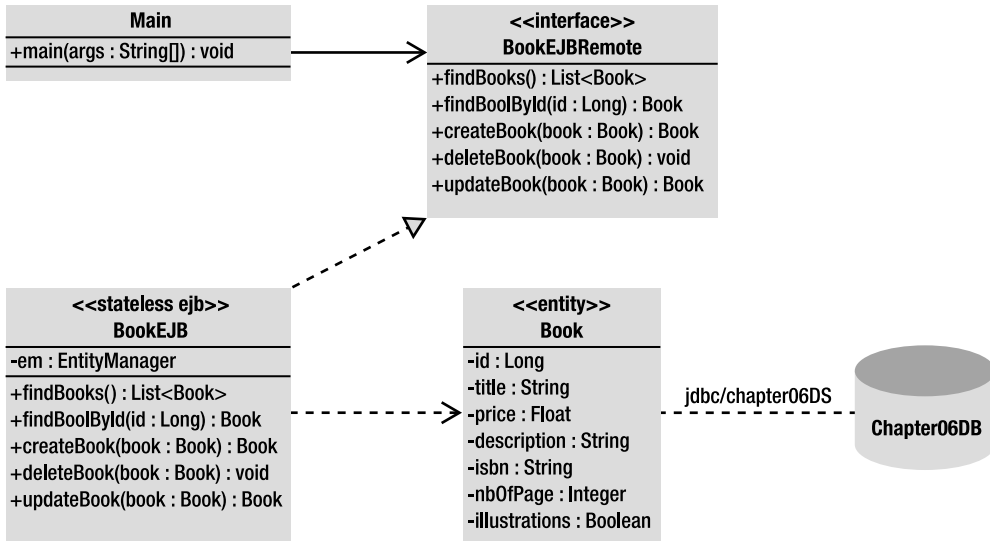 Main
+main(args : String[]) : void
<<interface>>
BookEJBRemote
+findBooks() : List<Book>
+findBoolById(id : Long) : Book
+createBook(book : Book) : Book
+deleteBook(book : Book) : void
+updateBook(book : Book) : Book
<<stateless ejb>>
BookEJB
-em : EntityManager
+findBooks() : List<Book>
+findBoolById(id : Long) : Book
+createBook(book : Book) : Book
+deleteBook(book : Book) : void
+updateBook(book : Book) : Book
<<entity>>
Book
-id : Long
-title : String
-price : Float
-description : String
-isbn : String
-nbOfPage : Integer
-illustrations : Boolean
jdbc/chapter06DS
Chapter06DB